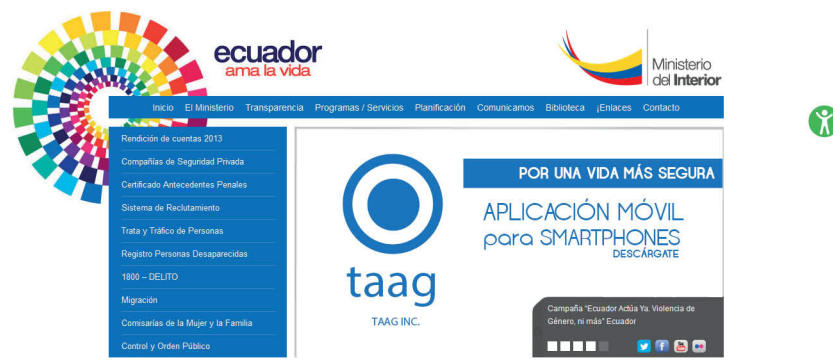 ecuador
ama la vida
Ministerio
del Interior
Inicio El Ministerio Transparencia Programas / Servicios Planificación Comunicamos Biblioteca ¡Enlaces Contacto
Rendición de cuentas 2013
Compañías de Seguridad Privada
Certificado Antecedentes Penales
Sistema de Reclutamiento
Trata y Tráfico de Personas
Registro Personas Desaparecidas
1800 – DELITO
Migración
Comisarías de la Mujer y la Familia
Control y Orden Público
taag
TAAG INC.
POR UNA VIDA MÁS SEGURA
APLICACIÓN MÓVIL
para SMARTPHONES
DESCÁRGATE
Campaña "Ecuador Actúa Ya. Violencia de
Género, ni más" Ecuador